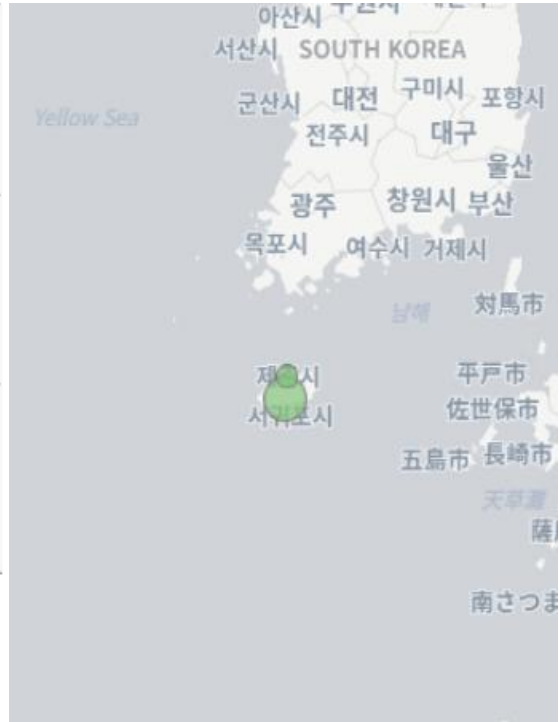 아산시
서산시 SOUTH KOREA
군산시 대전 구미시 포항시
Yellow Sea
전주시 대구
울산
광주 창원시 부산
목포시 여수시 거제시
남해 対馬市
平戸市
佐世保市
五島市 長崎市
天草灘
南さつま